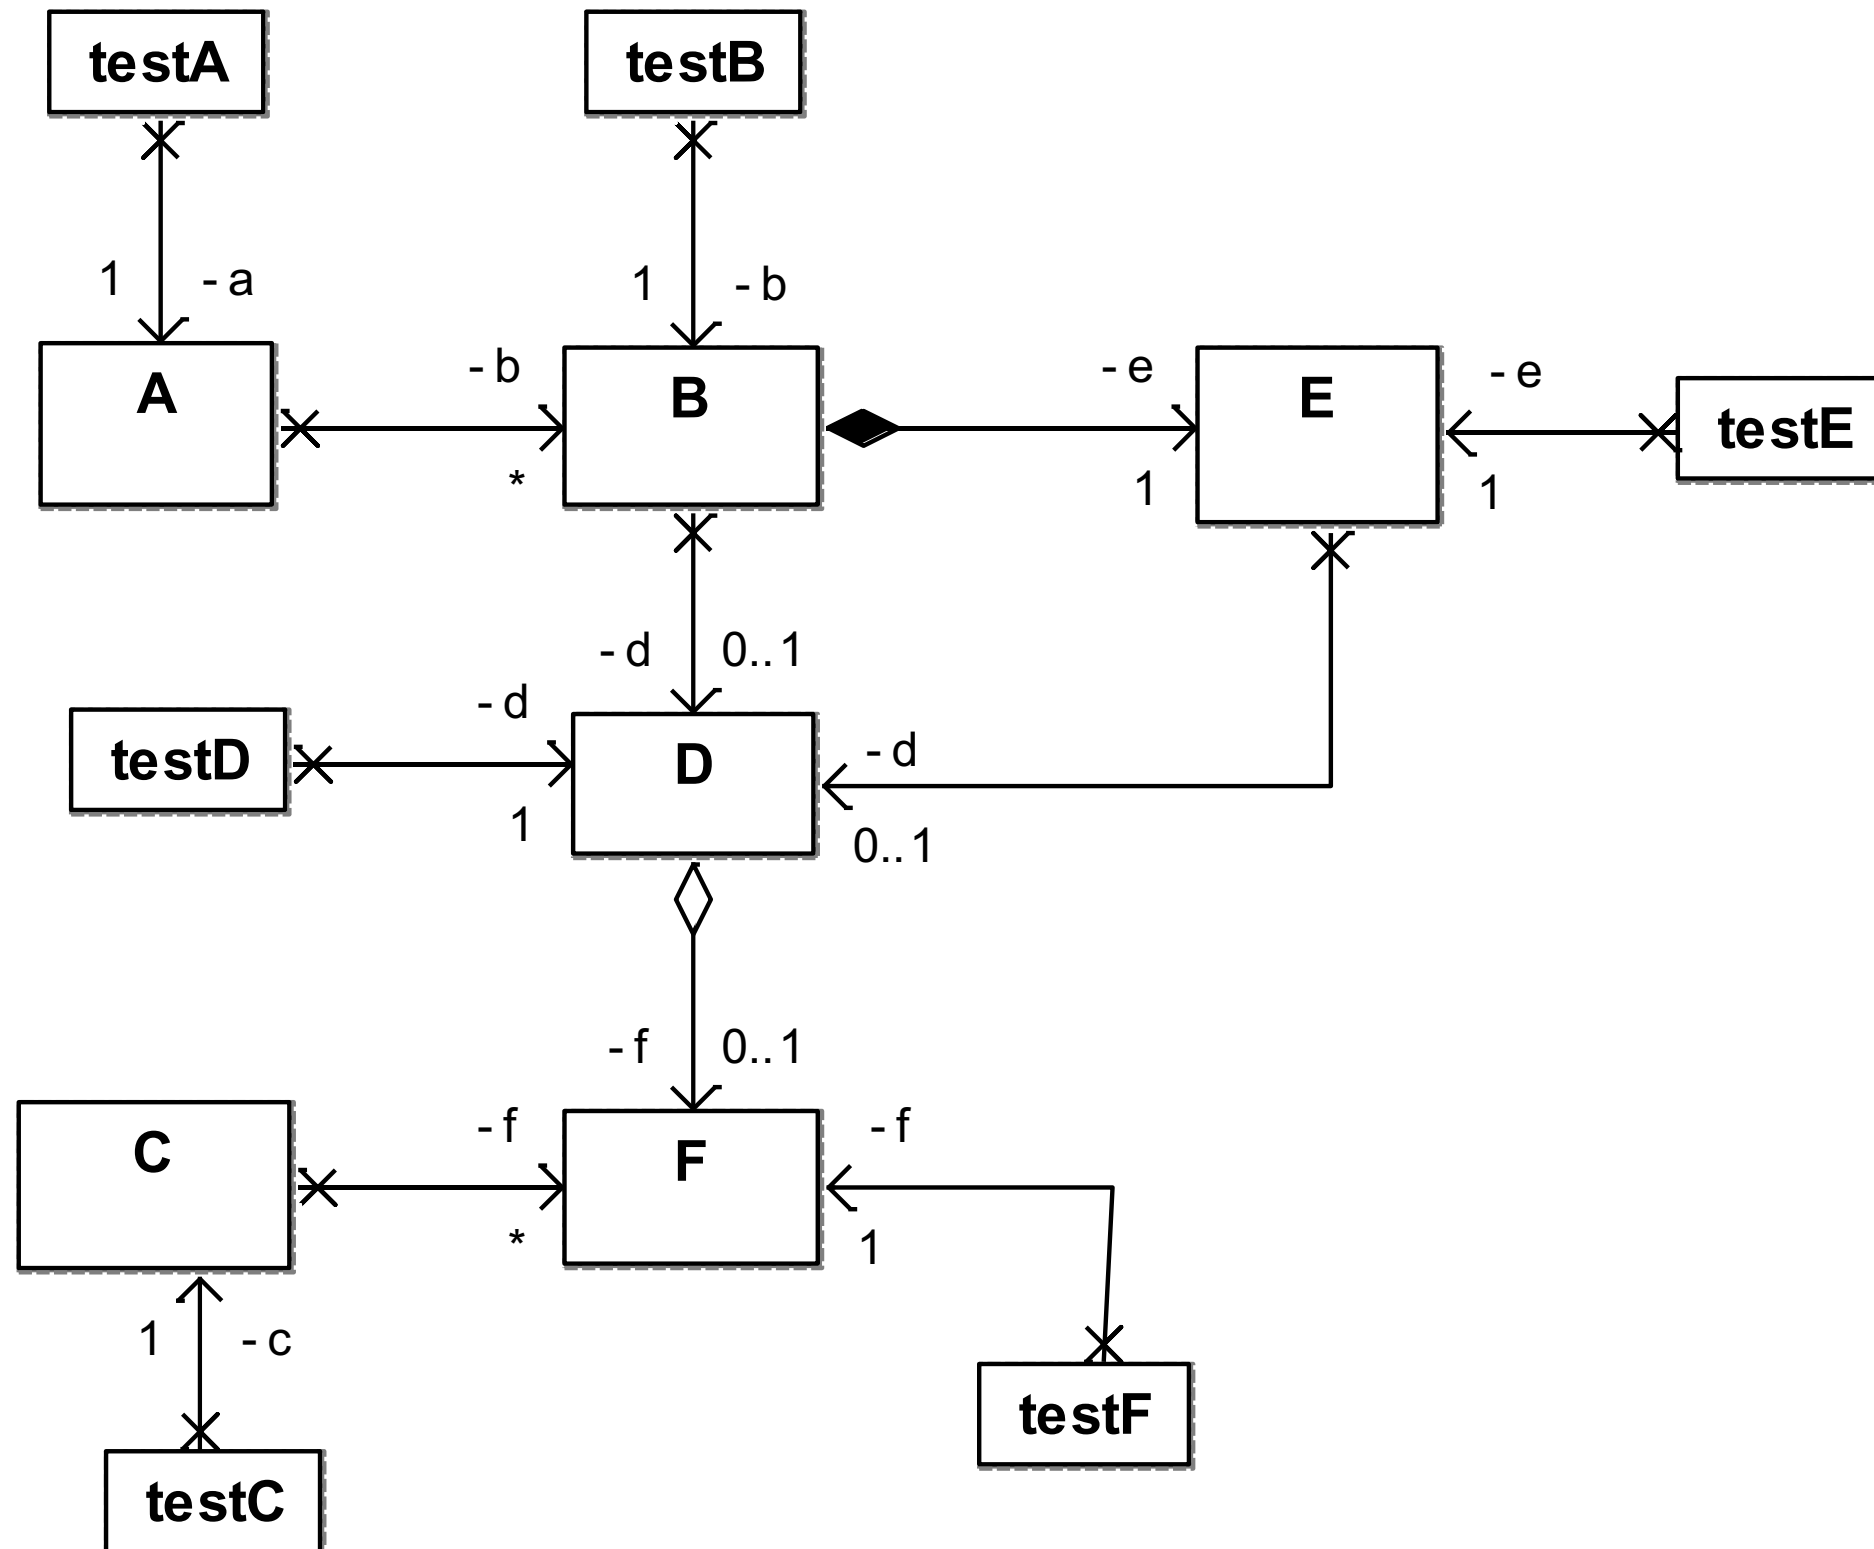 testA
testB
1
- a
1
- b
A
- b
*
B
- e
1
E
- e
1
testE
- d
0..1
testD
- d
1
D
- d
0..1
- f
0..1
C
- f
*
F
- f
1
1
- c
testF
testC